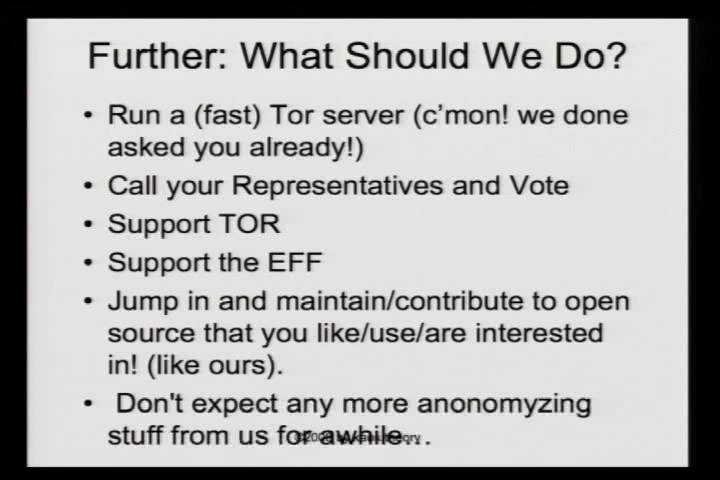 Further: What Should We Do?
• Run a (fast) Tor server (c'mon! we done
asked you already!)
• Call your Representatives and Vote
• Support TOR
• Support the EFF
• Jump in and maintain/contribute to open
source that you like/use/are interested
in! (like ours).
• Don't expect any more anonomyzing
stuff from us for awhile...